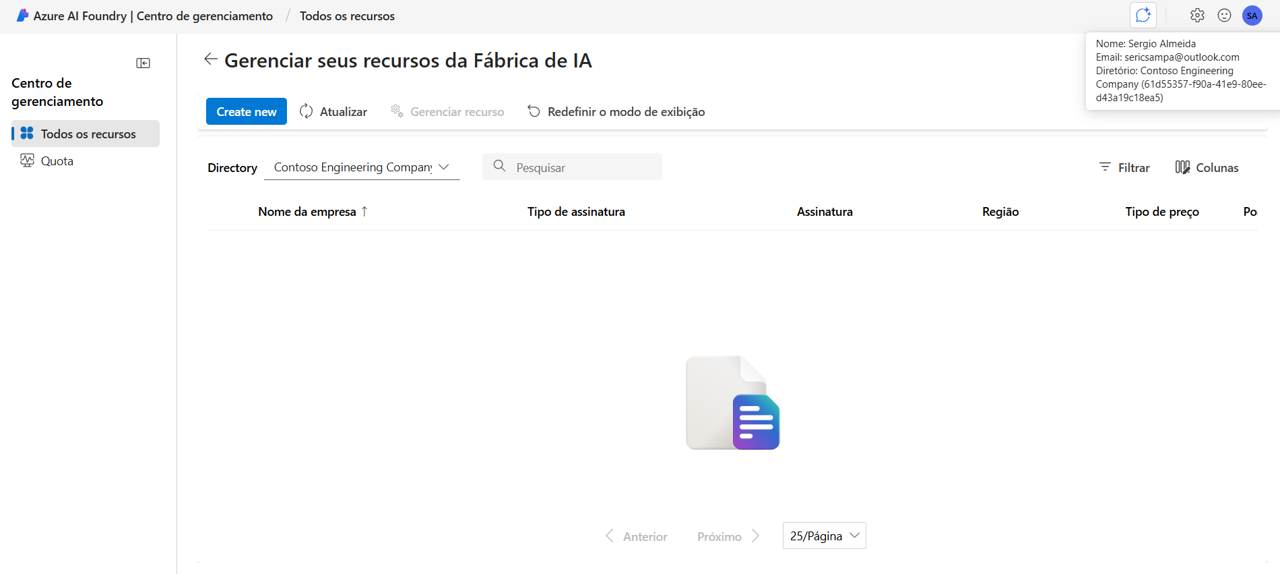 Azure AI Foundry | Centro de gerenciamento / Todos os recursos
SA
Nome: Sergio Almeida
Email: sericsampa@outlook.com
Diretório: Contoso Engineering
Company (61d55357-f90a-41e9-80ee-
d43a19c18ea5)
Centro de
gerenciamento
Todos os recursos
Quota
Gerenciar seus recursos da Fábrica de IA
Create new Atualizar Gerenciar recurso Redefinir o modo de exibição
Directory Contoso Engineering Company Pesquisar Filtrar Colunas
Nome da empresa ↑ Tipo de assinatura Assinatura Região Tipo de preço Po
Anterior Próximo 25/Página